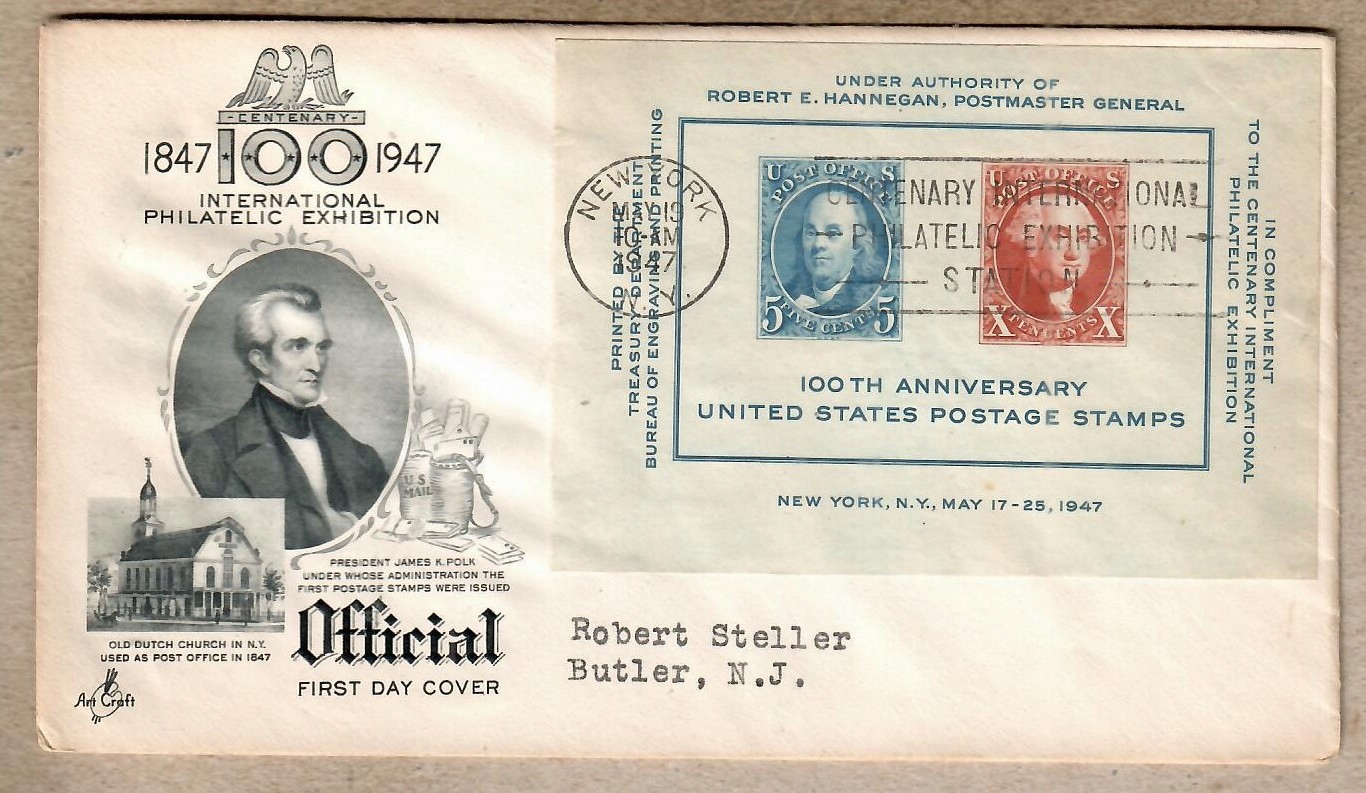 -CENTENARY-
1847 100 1947
INTERNATIONAL
PHILATELIC EXHIBITION
U S
MAIL
PRESIDENT JAMES K. POLK
UNDER WHOSE ADMINISTRATION THE
FIRST POSTAGE STAMPS WERE ISSUED
OLD DUTCH CHURCH IN N.Y.
USED AS POST OFFICE IN 1847
Official
FIRST DAY COVER
Art Craft
UNDER AUTHORITY OF
ROBERT E. HANNEGAN, POSTMASTER GENERAL
PRINTED BY THE
TREASURY DEPARTMENT
BUREAU OF ENGRAVING AND PRINTING
NEW YORK
MAY 19
10-AM
1947
N.Y.
U S
POST OFFICE
5 FIVE CENTS 5
U S
POST OFFICE
X TEN CENTS X
CENTENARY INTERNATIONAL
PHILATELIC EXHIBITION
STATION
100TH ANNIVERSARY
UNITED STATES POSTAGE STAMPS
NEW YORK, N.Y., MAY 17-25, 1947
IN COMPLIMENT
TO THE CENTENARY INTERNATIONAL
PHILATELIC EXHIBITION
Robert Steller
Butler, N.J.